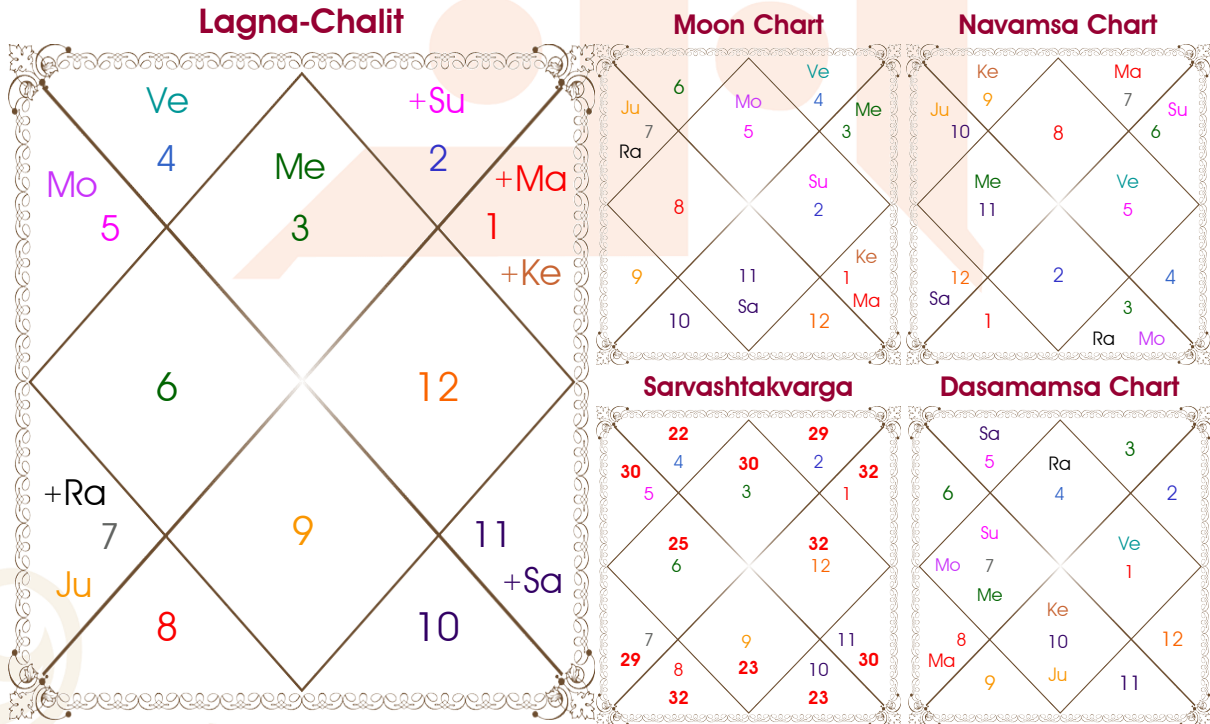 Lagna-Chalit
Ve
4
+Su
2
Me
3
Mo
5
+Ma
1
+Ke
6
12
+Ra
7
Ju
9
11
+Sa
8
10
Moon Chart
6
Ve
4
Ju
7
Ra
Mo
5
Me
3
8
Su
2
9
11
Sa
Ke
1
Ma
10
12
Navamsa Chart
Ke
9
Ma
7
Ju
10
8
Su
6
Me
11
Ve
5
12
Sa
2
4
1
3
Ra Mo
Sarvashtakvarga
22
4
29
2
30
5
30
3
32
1
25
6
32
12
7
29
9
23
11
30
8
32
10
23
Dasamamsa Chart
Sa
5
3
Ra
4
6
2
Su
Mo 7
Me
Ve
1
Ke
10
Ju
8
Ma
12
9
11